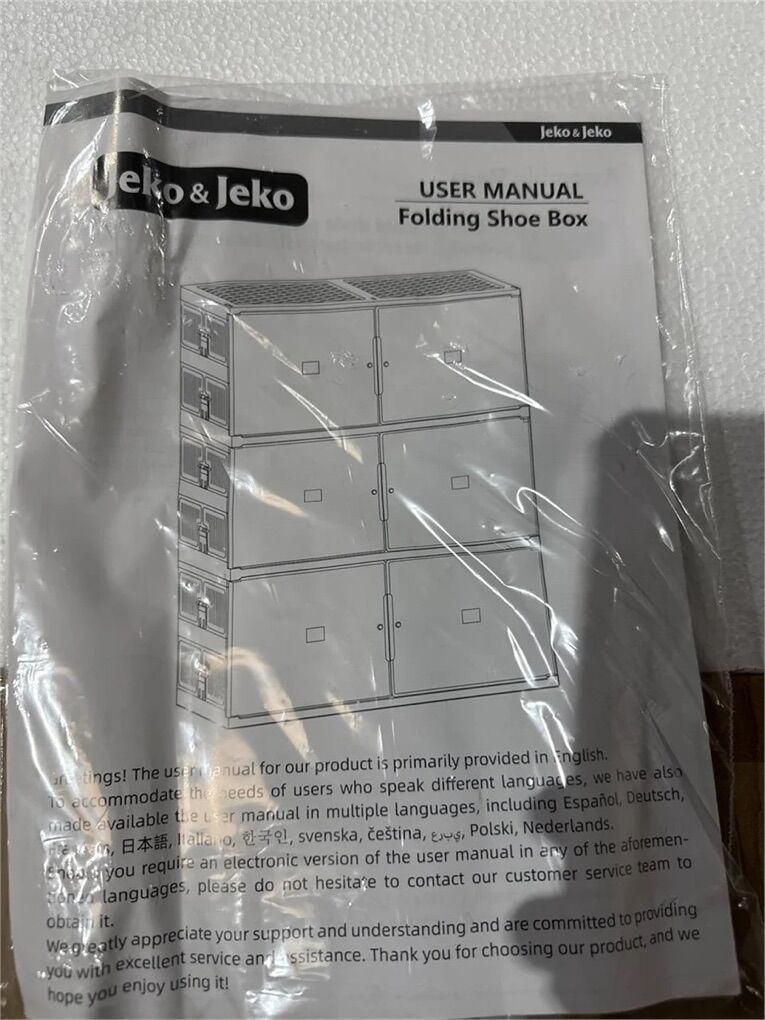 Jeko & Jeko
Jeko & Jeko
USER MANUAL
Folding Shoe Box
Greetings! The user manual for our product is primarily provided in English.
To accommodate the needs of users who speak different languages, we have also
made available the user manual in multiple languages, including Español, Deutsch,
日本語, Italiano, 한국인, svenska, čeština, يبرع, Polski, Nederlands.
Should you require an electronic version of the user manual in any of the aforemen-
tioned languages, please do not hesitate to contact our customer service team to
obtain it.
We greatly appreciate your support and understanding and are committed to providing
you with excellent service and assistance. Thank you for choosing our product, and we
hope you enjoy using it!